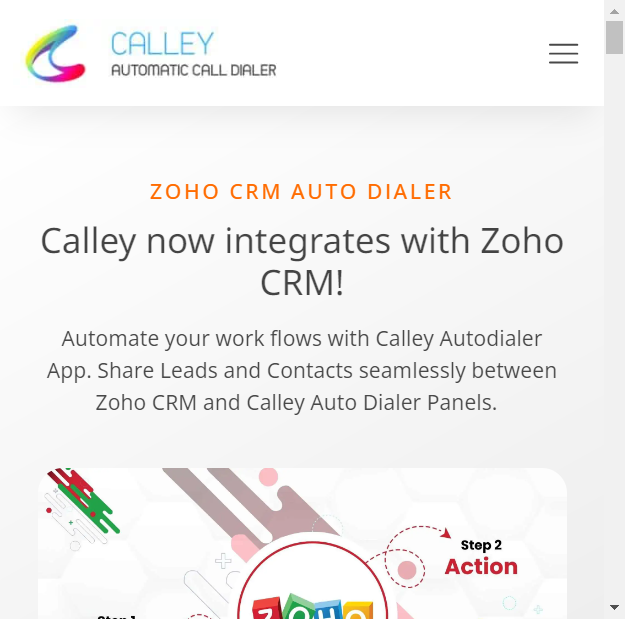 CALLEY
AUTOMATIC CALL DIALER
ZOHO CRM AUTO DIALER
Calley now integrates with Zoho
CRM!
Automate your work flows with Calley Autodialer
App. Share Leads and Contacts seamlessly between
Zoho CRM and Calley Auto Dialer Panels.
Step 2
Action
ZOHO
Step 1